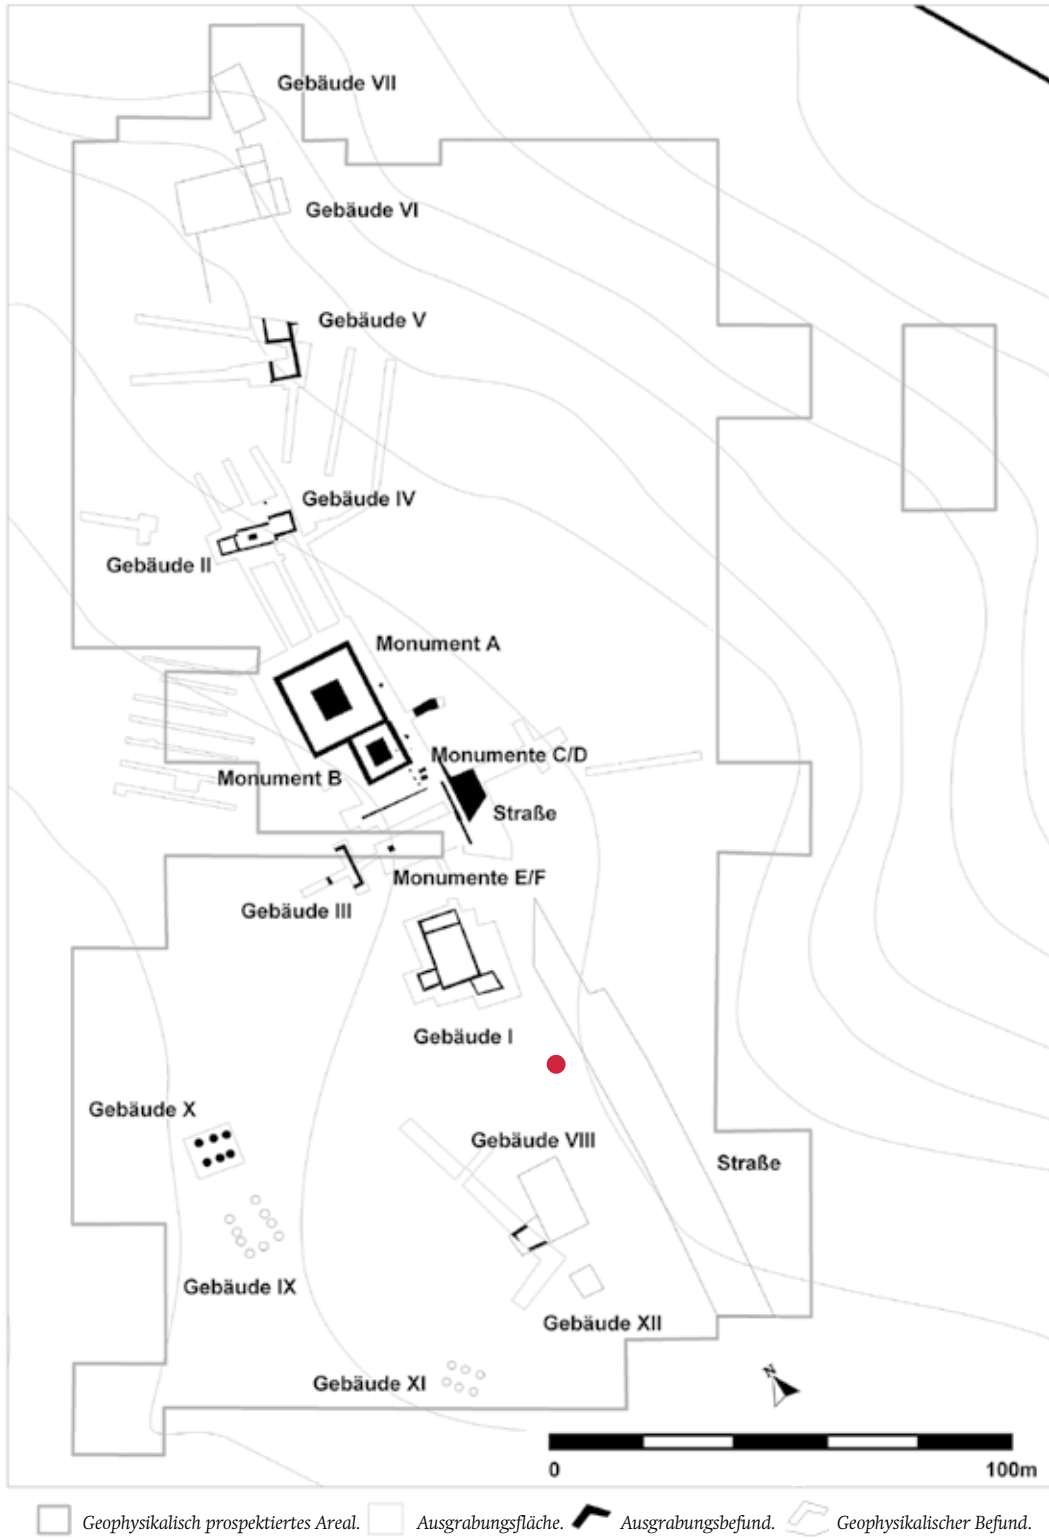 Gebäude VII
Gebäude VI
Gebäude V
Gebäude IV
Gebäude II
Monument A
Monumente C/D
Monument B
Straße
Monumente E/F
Gebäude III
Gebäude I
Gebäude X
Gebäude VIII
Straße
Gebäude IX
Gebäude XII
Gebäude XI
N
0 100m
Geophysikalisch prospektiertes Areal. Ausgrabungsfläche. Ausgrabungsbefund. Geophysikalischer Befund.